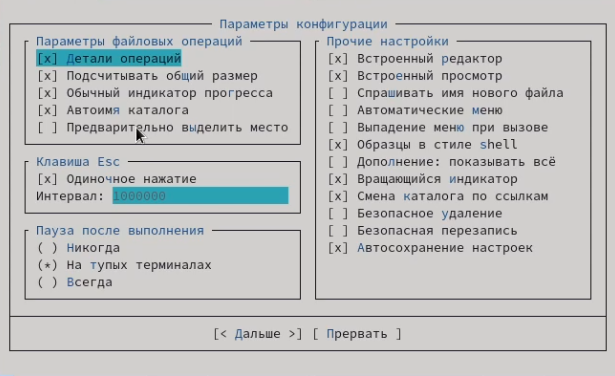 Параметры конфигурации
Параметры файловых операций
[x] Детали операций
[x] Подсчитывать общий размер
[x] Обычный индикатор прогресса
[x] Автоимя каталога
[ ] Предварительно выделить место
Клавиша Esc
[x] Одиночное нажатие
Интервал: 1000000
Пауза после выполнения
( ) Никогда
(*) На тупых терминалах
( ) Всегда
Прочие настройки
[x] Встроенный редактор
[x] Встроенный просмотр
[ ] Спрашивать имя нового файла
[ ] Автоматические меню
[ ] Выпадение меню при вызове
[x] Образцы в стиле shell
[ ] Дополнение: показывать всё
[x] Вращающийся индикатор
[x] Смена каталога по ссылкам
[ ] Безопасное удаление
[ ] Безопасная перезапись
[x] Автосохранение настроек
[< Дальше >] [ Прервать ]